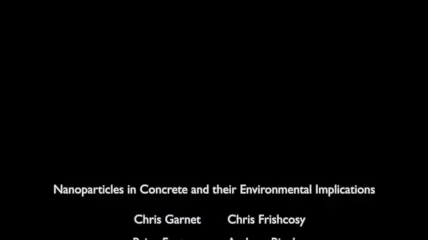 Nanoparticles in Concrete and their Environmental Implications
Chris Garnet Chris Frishcosy